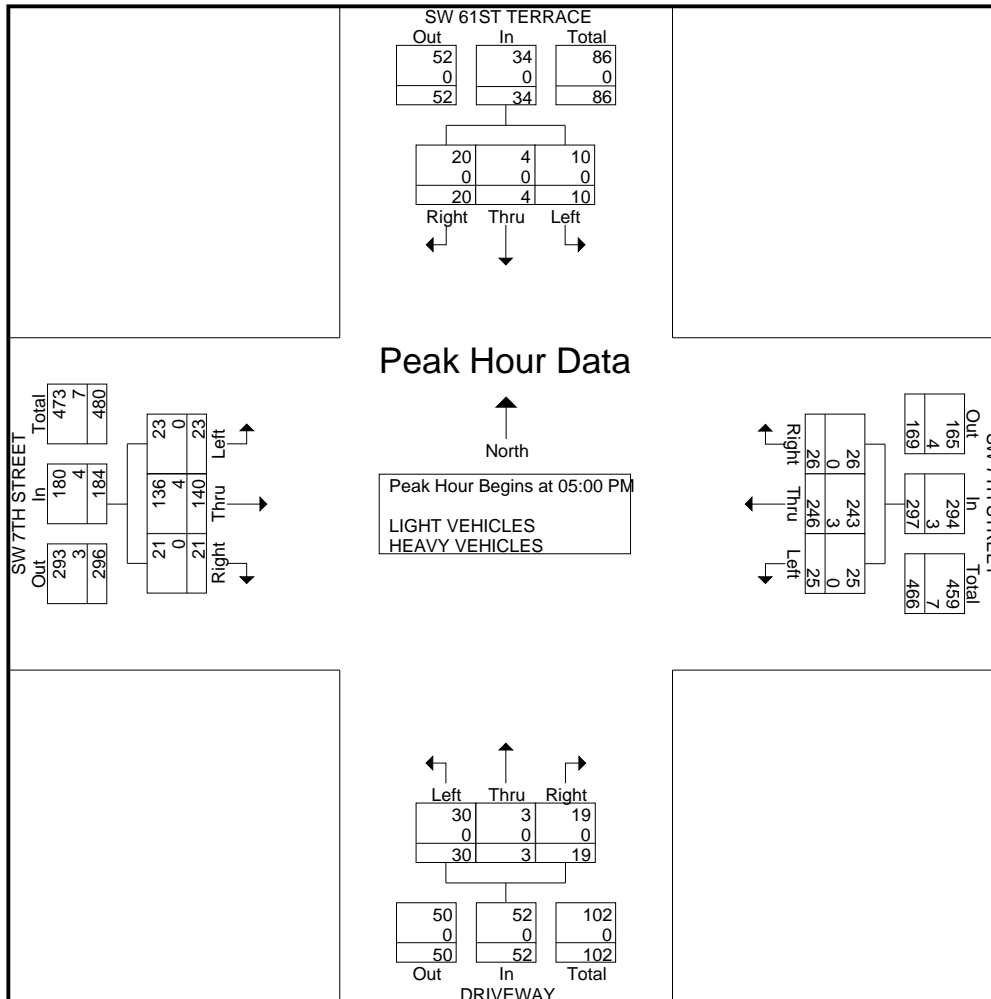 SW 61ST TERRACE
Out In Total
52 34 86
0 0 0
52 34 86
20 4 10
0 0 0
20 4 10
Right Thru Left
Peak Hour Data
North
Peak Hour Begins at 05:00 PM
LIGHT VEHICLES
HEAVY VEHICLES
SW 7TH STREET
Out In Total
293 180 473
3 4 7
296 184 480
21 136 23
0 4 0
21 140 23
Right Thru Left
SW 7TH STREET
Out In Total
165 294 459
4 3 7
169 297 466
26 243 25
0 3 0
26 246 25
Right Thru Left
Left Thru Right
30 3 19
0 0 0
30 3 19
50 52 102
0 0 0
50 52 102
Out In Total
DRIVEWAY